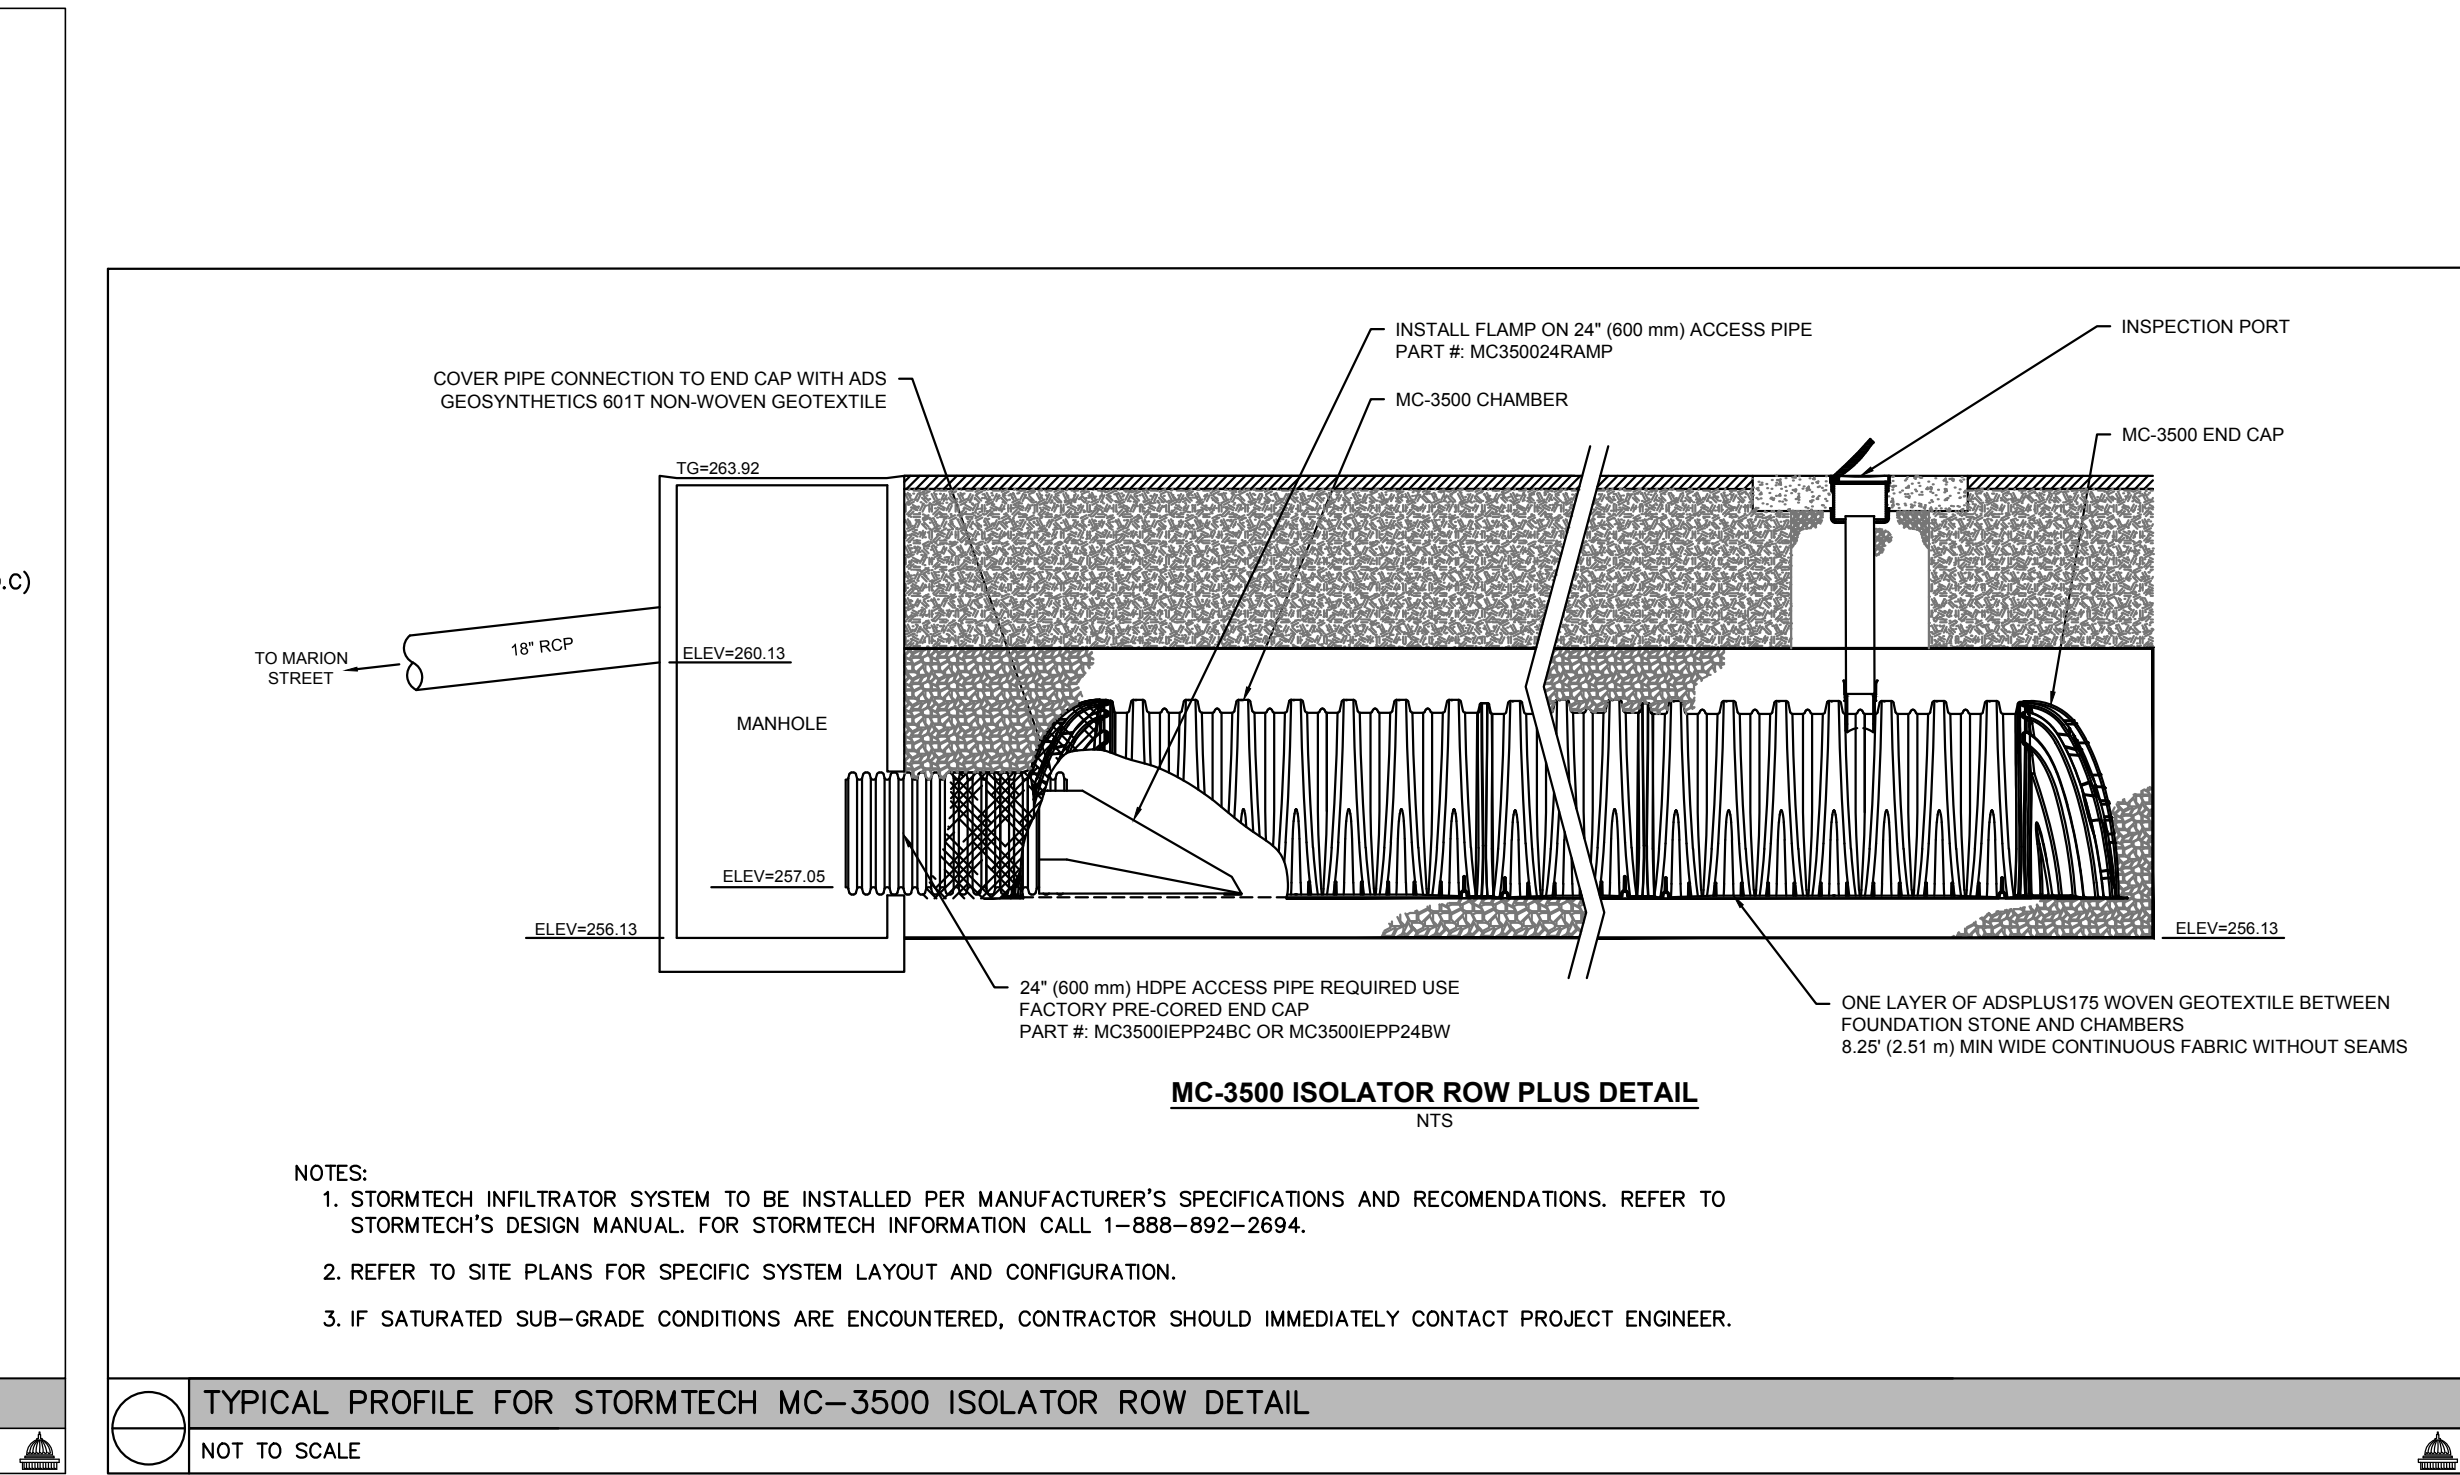 .C)
INSTALL FLAMP ON 24" (600 mm) ACCESS PIPE
PART #: MC350024RAMP
INSPECTION PORT
COVER PIPE CONNECTION TO END CAP WITH ADS
GEOSYNTHETICS 601T NON-WOVEN GEOTEXTILE
MC-3500 CHAMBER
MC-3500 END CAP
TG=263.92
18" RCP
TO MARION
STREET
ELEV=260.13
MANHOLE
ELEV=257.05
ELEV=256.13
ELEV=256.13
24" (600 mm) HDPE ACCESS PIPE REQUIRED USE
FACTORY PRE-CORED END CAP
PART #: MC3500IEPP24BC OR MC3500IEPP24BW
ONE LAYER OF ADSPLUS175 WOVEN GEOTEXTILE BETWEEN
FOUNDATION STONE AND CHAMBERS
8.25' (2.51 m) MIN WIDE CONTINUOUS FABRIC WITHOUT SEAMS
MC-3500 ISOLATOR ROW PLUS DETAIL
NTS
NOTES:
1. STORMTECH INFILTRATOR SYSTEM TO BE INSTALLED PER MANUFACTURER'S SPECIFICATIONS AND RECOMENDATIONS. REFER TO
STORMTECH'S DESIGN MANUAL. FOR STORMTECH INFORMATION CALL 1-888-892-2694.
2. REFER TO SITE PLANS FOR SPECIFIC SYSTEM LAYOUT AND CONFIGURATION.
3. IF SATURATED SUB-GRADE CONDITIONS ARE ENCOUNTERED, CONTRACTOR SHOULD IMMEDIATELY CONTACT PROJECT ENGINEER.
TYPICAL PROFILE FOR STORMTECH MC-3500 ISOLATOR ROW DETAIL
NOT TO SCALE